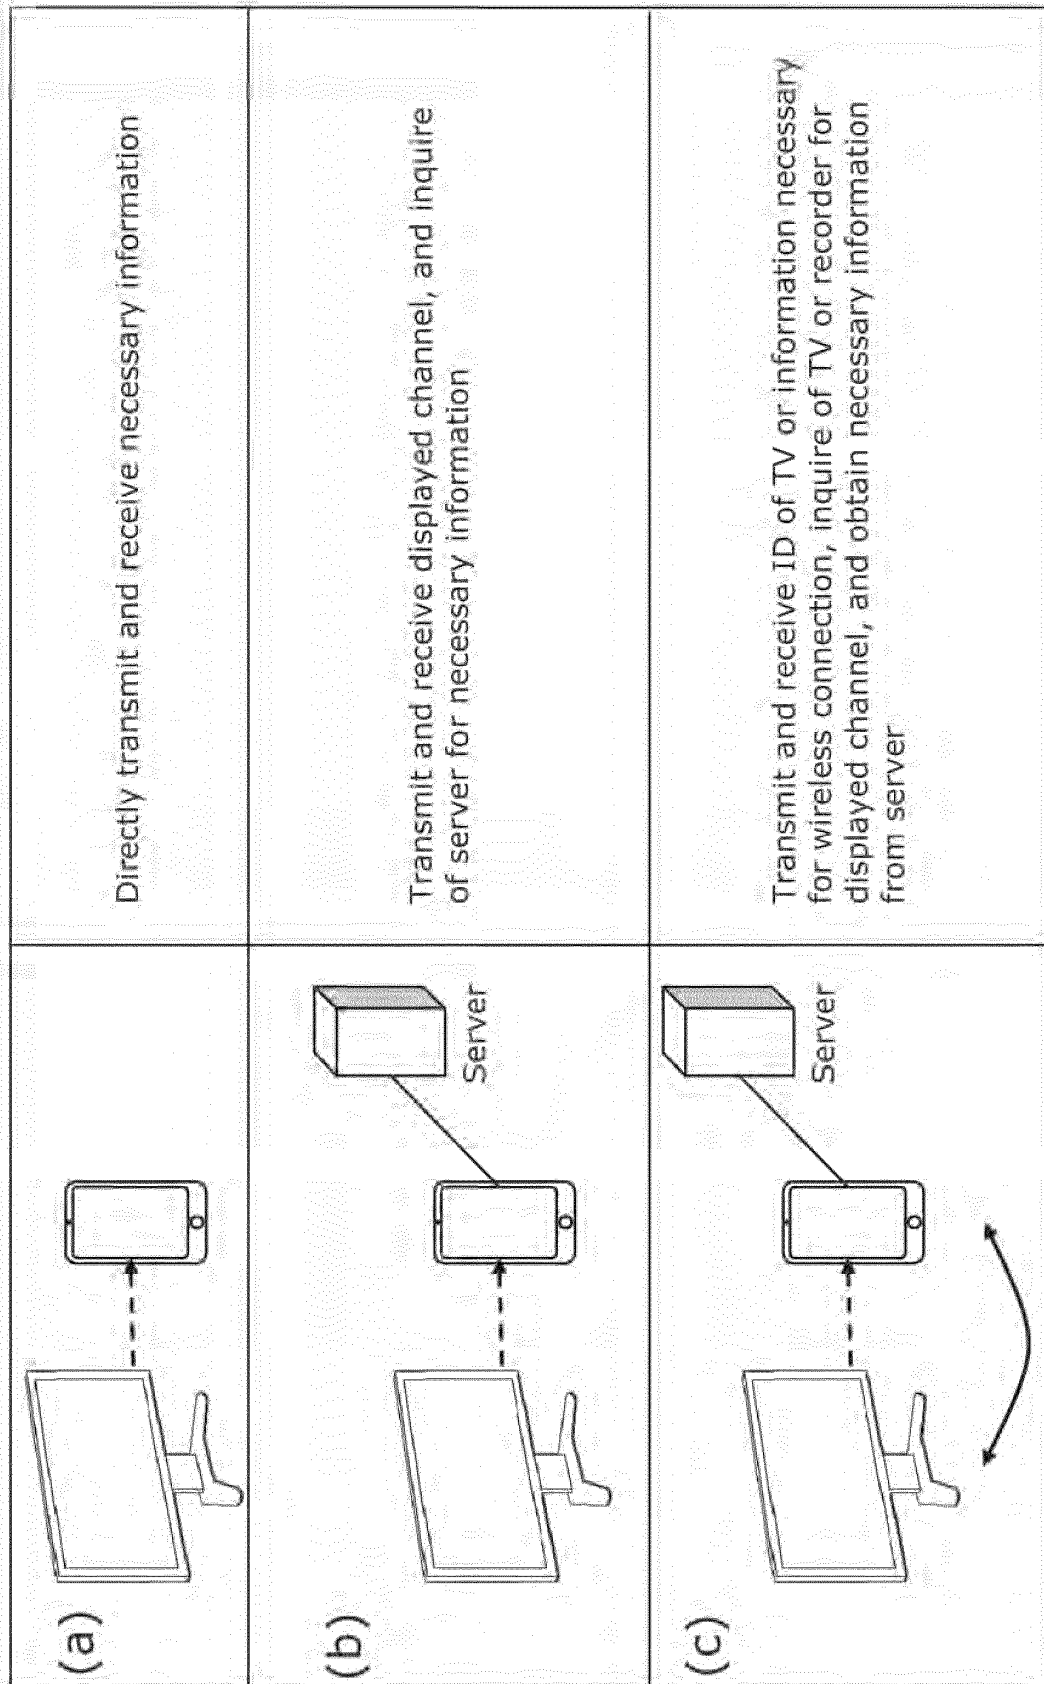 (a)
Directly transmit and receive necessary information
(b)
Server
Transmit and receive displayed channel, and inquire
of server for necessary information
(c)
Server
Transmit and receive ID of TV or information necessary
for wireless connection, inquire of TV or recorder for
displayed channel, and obtain necessary information
from server